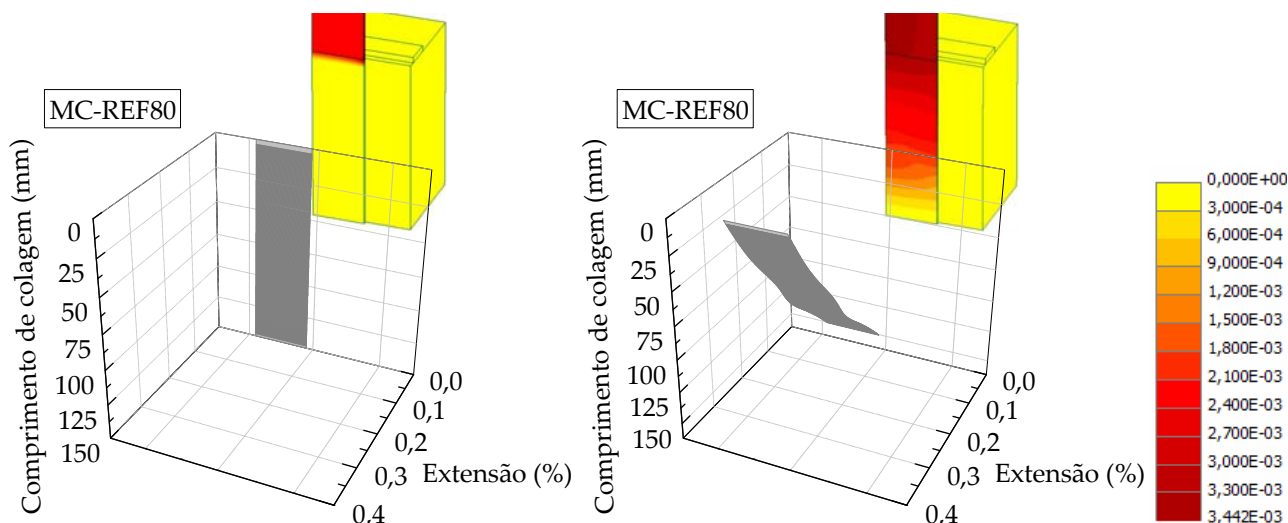 MC-REF80
Comprimento de colagem (mm)
0
25
50
75
100
125
150
0,0
0,1
0,2
0,3
0,4
Extensão (%)
MC-REF80
Comprimento de colagem (mm)
0
25
50
75
100
125
150
0,0
0,1
0,2
0,3
0,4
Extensão (%)
0,000E+00
3,000E-04
6,000E-04
9,000E-04
1,200E-03
1,500E-03
1,800E-03
2,100E-03
2,400E-03
2,700E-03
3,000E-03
3,300E-03
3,442E-03